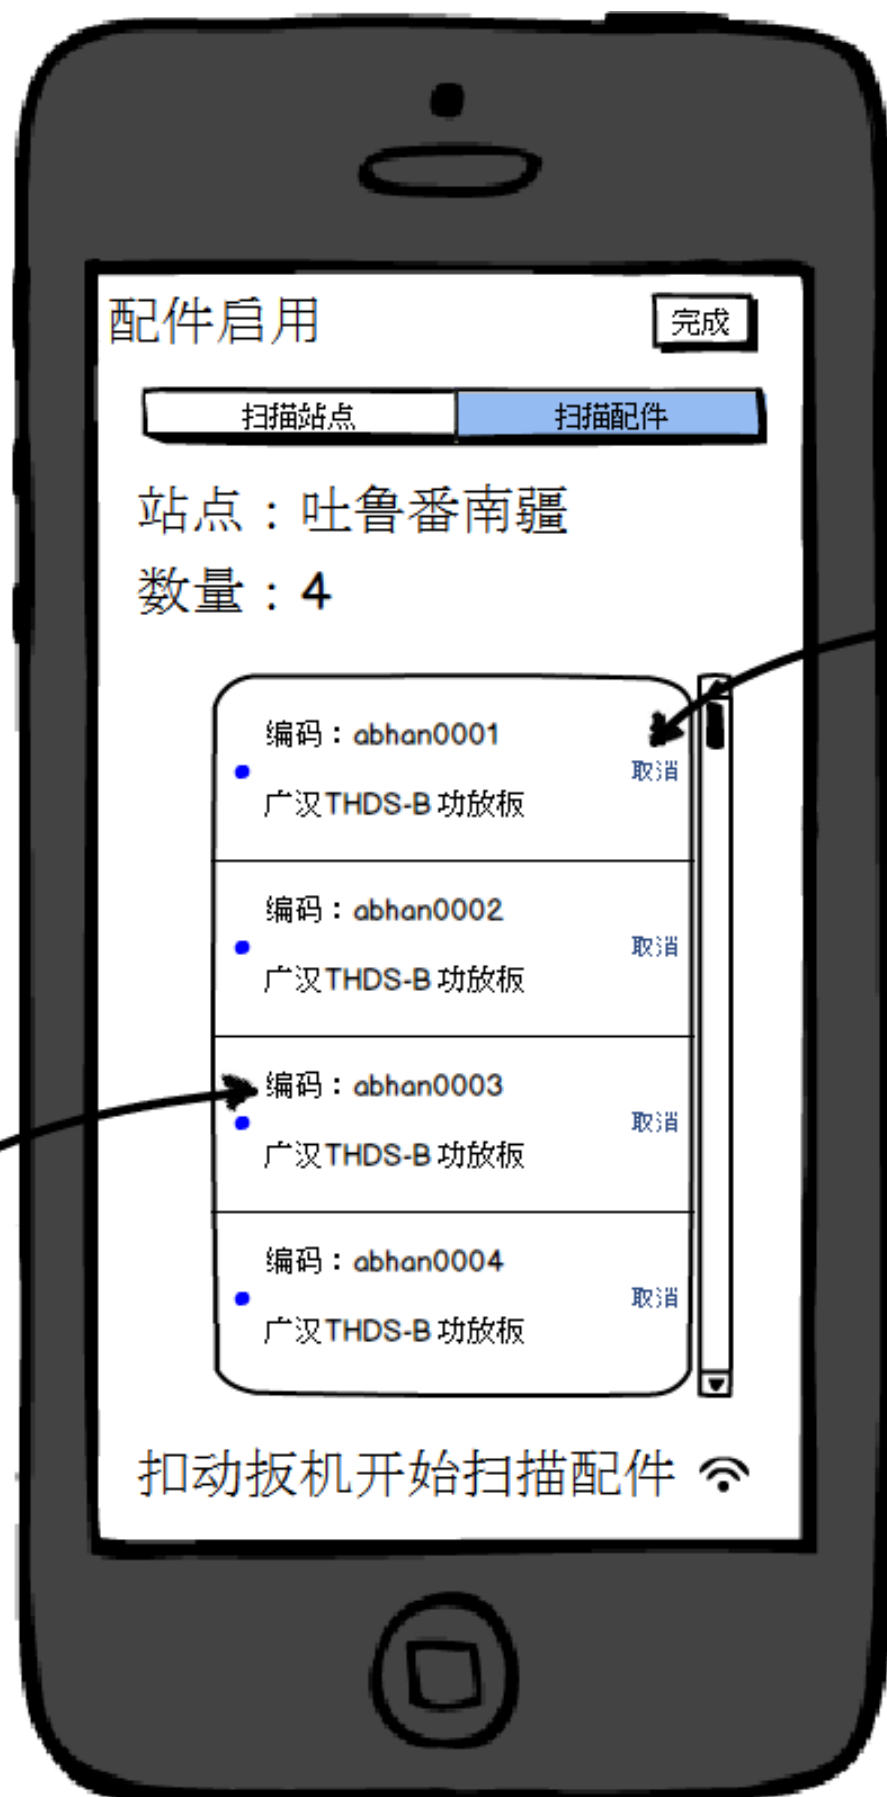 配件启用
完成
扫描站点
扫描配件
站点：吐鲁番南疆
数量：4
编码：abhan0001
取消
广汉THDS-B功放板
编码：abhan0002
取消
广汉THDS-B功放板
编码：abhan0003
取消
广汉THDS-B功放板
编码：abhan0004
取消
广汉THDS-B功放板
扣动扳机开始扫描配件